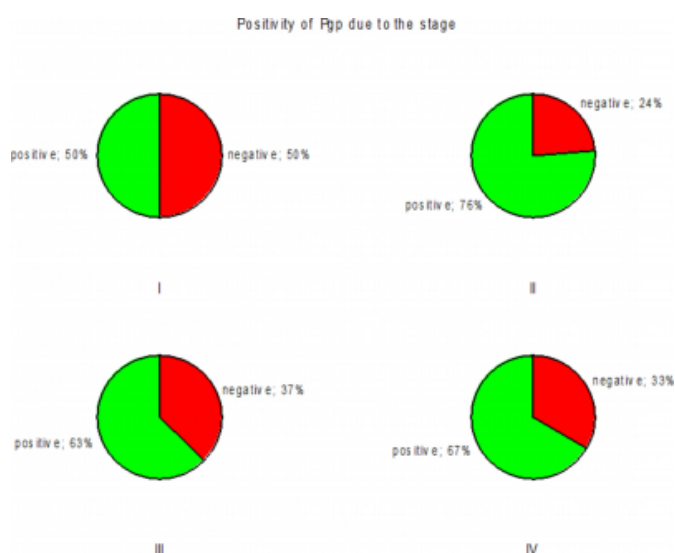 Positivity of Pgp due to the stage
positive; 50%
negative; 50%
negative; 24%
positive; 76%
I
II
negative; 37%
positive; 63%
negative; 33%
positive; 67%
III
IV